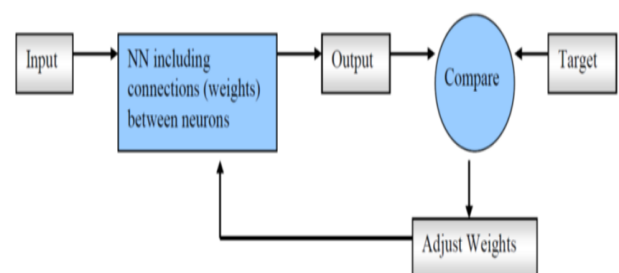 Input
NN including
connections (weights)
between neurons
Output
Compare
Target
Adjust Weights